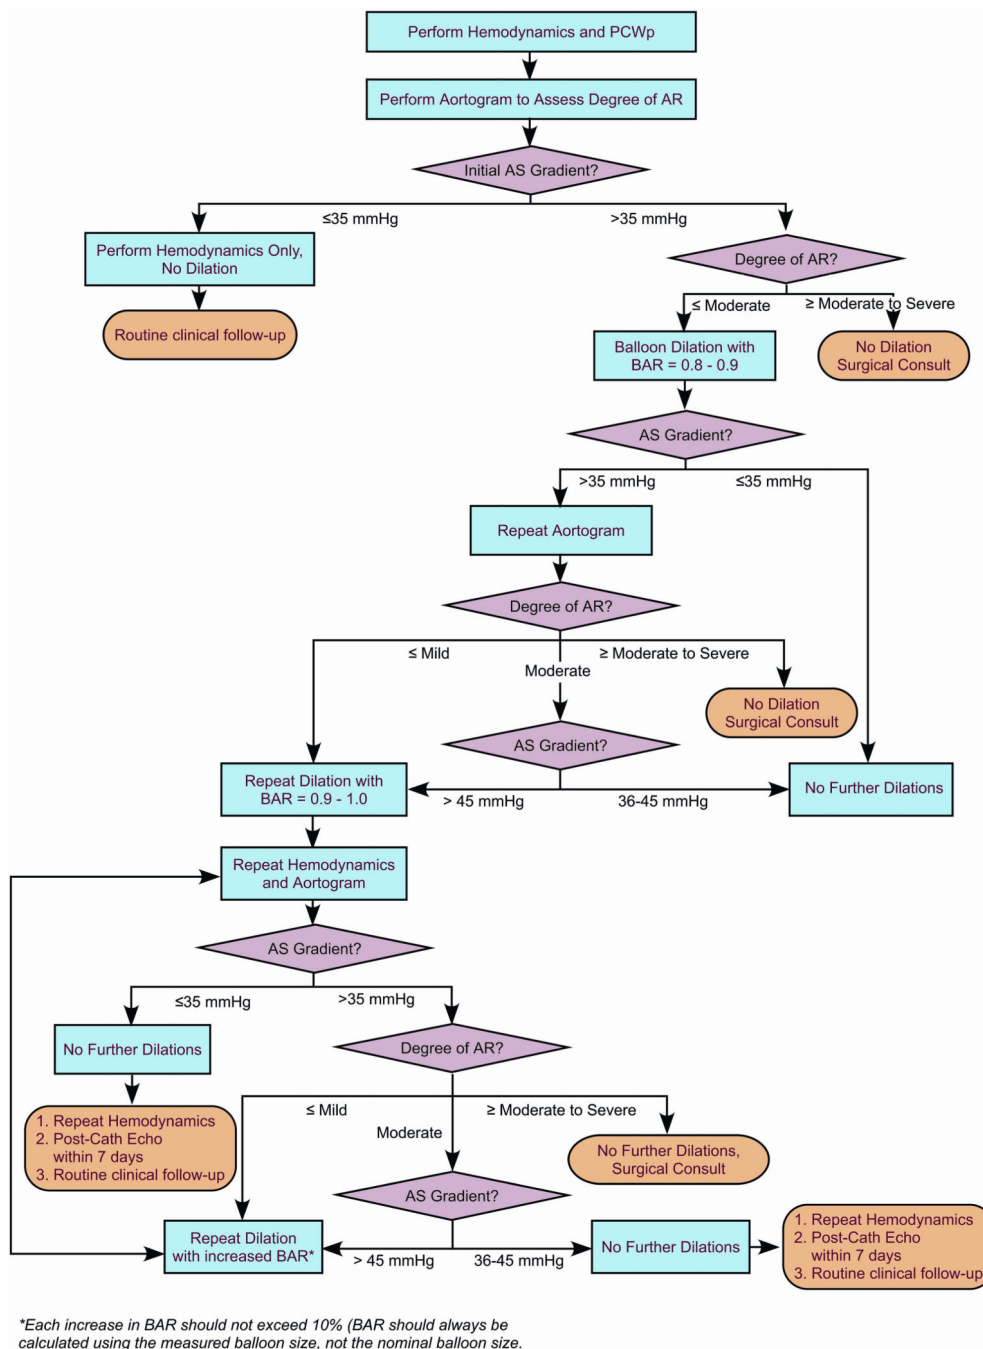 Perform Hemodynamics and PCWp
Perform Aortogram to Assess Degree of AR
Initial AS Gradient?
≤35 mmHg
>35 mmHg
Perform Hemodynamics Only,
No Dilation
Degree of AR?
Routine clinical follow-up
≤ Moderate
≥ Moderate to Severe
Balloon Dilation with
BAR = 0.8 - 0.9
No Dilation
Surgical Consult
AS Gradient?
>35 mmHg
≤35 mmHg
Repeat Aortogram
Degree of AR?
≤ Mild
Moderate
≥ Moderate to Severe
No Dilation
Surgical Consult
AS Gradient?
Repeat Dilation with
BAR = 0.9 - 1.0
> 45 mmHg
36-45 mmHg
No Further Dilations
Repeat Hemodynamics
and Aortogram
AS Gradient?
≤35 mmHg
>35 mmHg
No Further Dilations
Degree of AR?
1. Repeat Hemodynamics
2. Post-Cath Echo
within 7 days
3. Routine clinical follow-up
≤ Mild
Moderate
≥ Moderate to Severe
No Further Dilations,
Surgical Consult
AS Gradient?
Repeat Dilation
with increased BAR*
> 45 mmHg
36-45 mmHg
No Further Dilations
1. Repeat Hemodynamics
2. Post-Cath Echo
within 7 days
3. Routine clinical follow-up
*Each increase in BAR should not exceed 10% (BAR should always be
calculated using the measured balloon size, not the nominal balloon size.